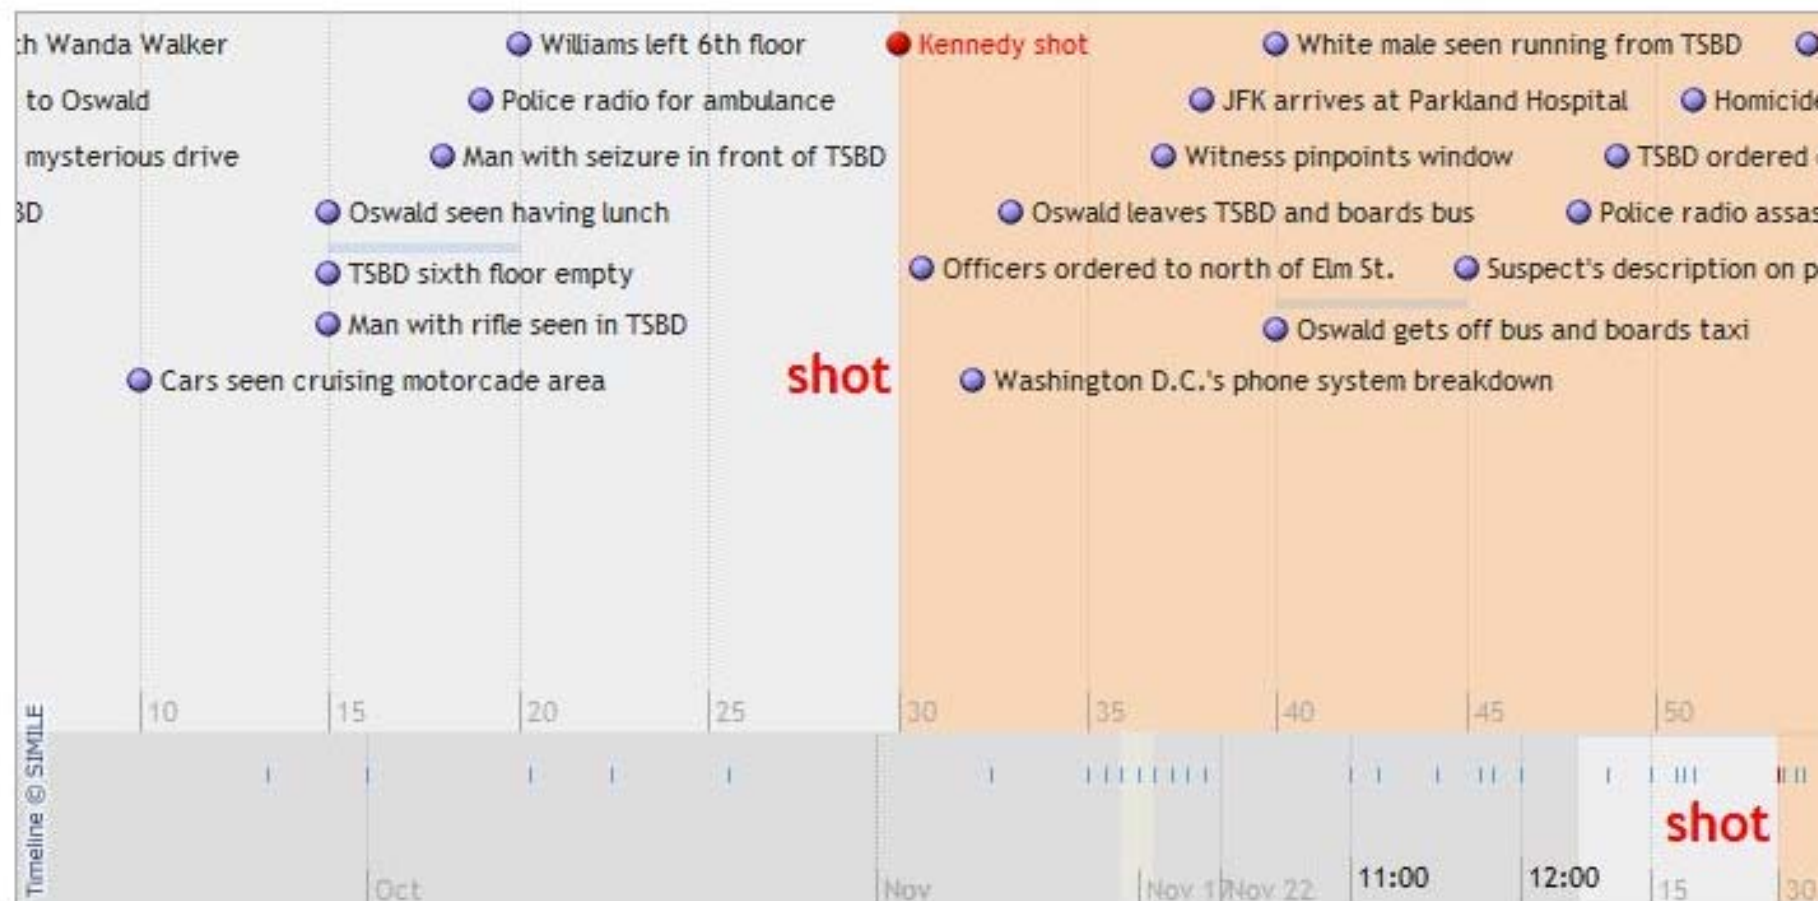 th Wanda Walker
Williams left 6th floor
Kennedy shot
White male seen running from TSBD
to Oswald
Police radio for ambulance
JFK arrives at Parkland Hospital
Homicide
mysterious drive
Man with seizure in front of TSBD
Witness pinpoints window
TSBD ordered
BD
Oswald seen having lunch
Oswald leaves TSBD and boards bus
Police radio assas
TSBD sixth floor empty
Officers ordered to north of Elm St.
Suspect's description on p
Man with rifle seen in TSBD
Oswald gets off bus and boards taxi
Cars seen cruising motorcade area
shot
Washington D.C.'s phone system breakdown
10 15 20 25 30 35 40 45 50
Timeline © SIMILE
shot
Oct Nov Nov 17 Nov 22 11:00 12:00 15 30